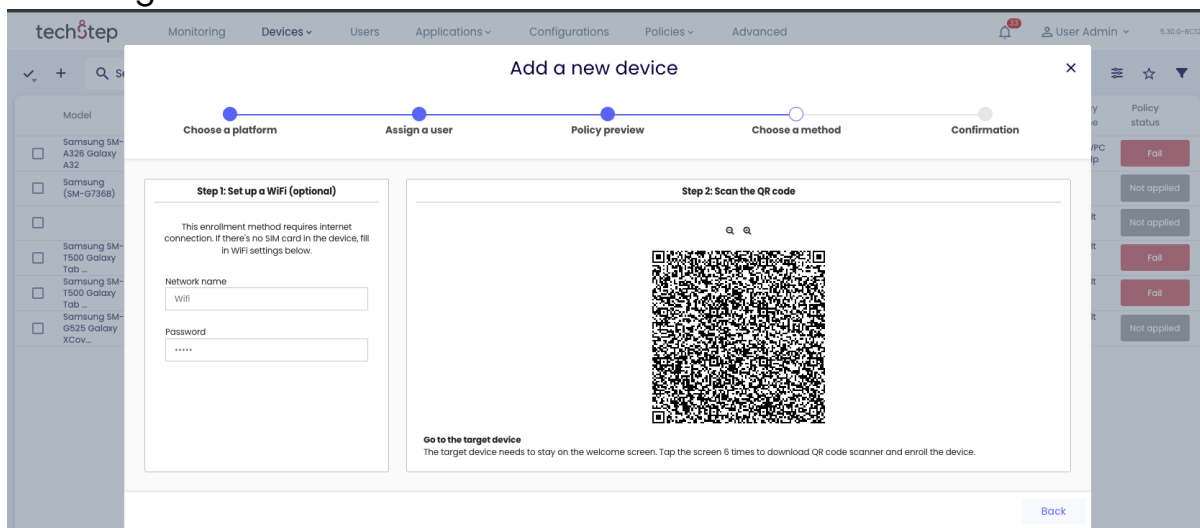 techstep
Monitoring
Devices
Users
Applications
Configurations
Policies
Advanced
33
User Admin
5.30.0-RC12
Add a new device
Choose a platform
Assign a user
Policy preview
Choose a method
Confirmation
Model
Policy
status
Samsung SM-
A326 Galaxy
A32
Fail
Samsung
(SM-G736B)
Not applied
Not applied
Samsung SM-
T500 Galaxy
Tab ...
Fail
Samsung SM-
T500 Galaxy
Tab ...
Fail
Samsung SM-
G525 Galaxy
XCov...
Not applied
Step 1: Set up a WiFi (optional)
This enrollment method requires internet
connection. If there's no SIM card in the device, fill
in WiFi settings below.
Network name
Wifi
Password
•••••
Step 2: Scan the QR code
Go to the target device
The target device needs to stay on the welcome screen. Tap the screen 6 times to download QR code scanner and enroll the device.
Back